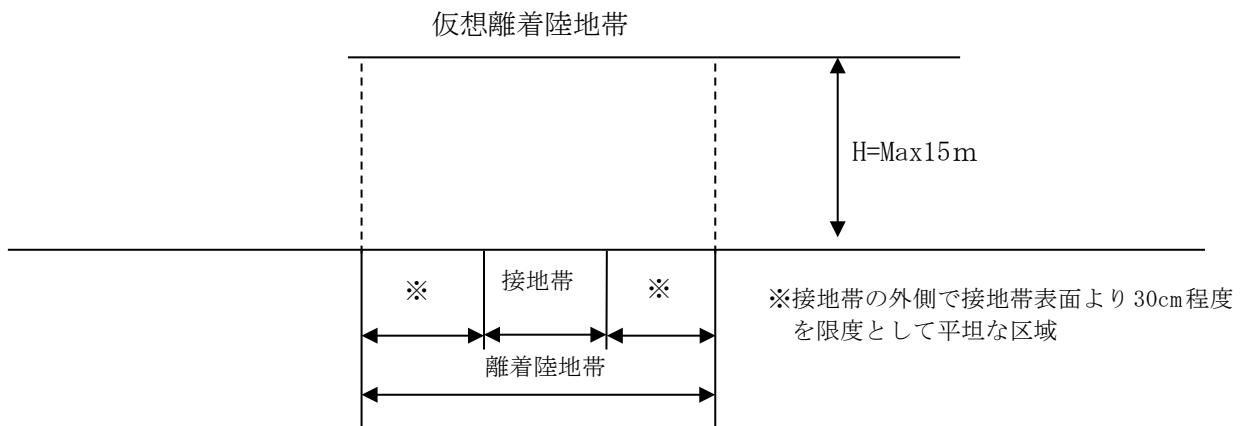 仮想離着陸地帯
H=Max15m
※
接地帯
※
離着陸地帯
※接地帯の外側で接地帯表面より30cm程度
を限度として平坦な区域